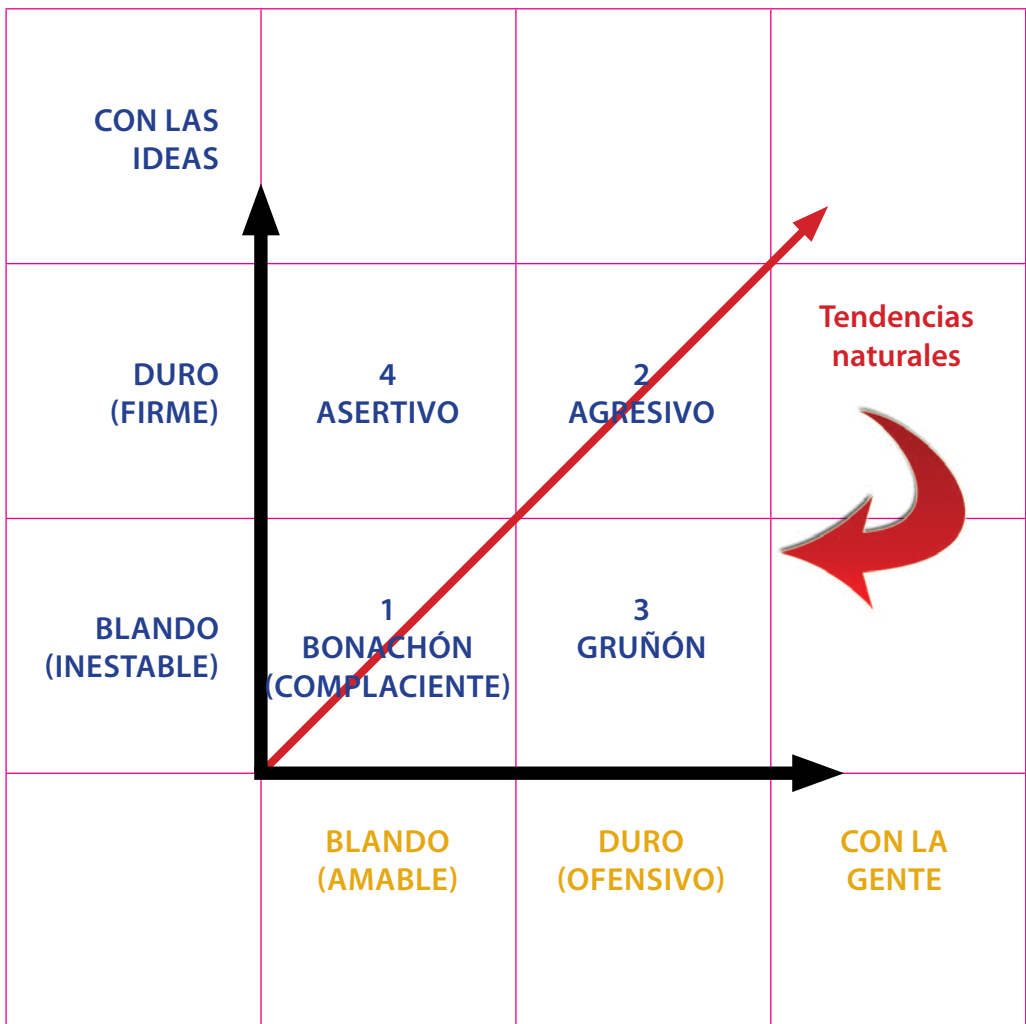 CON LAS
IDEAS
Tendencias
naturales
DURO
(FIRME)
4
ASERTIVO
2
AGRESIVO
BLANDO
(INESTABLE)
1
BONACHÓN
(COMPLACIENTE)
3
GRUÑÓN
BLANDO
(AMABLE)
DURO
(OFENSIVO)
CON LA
GENTE